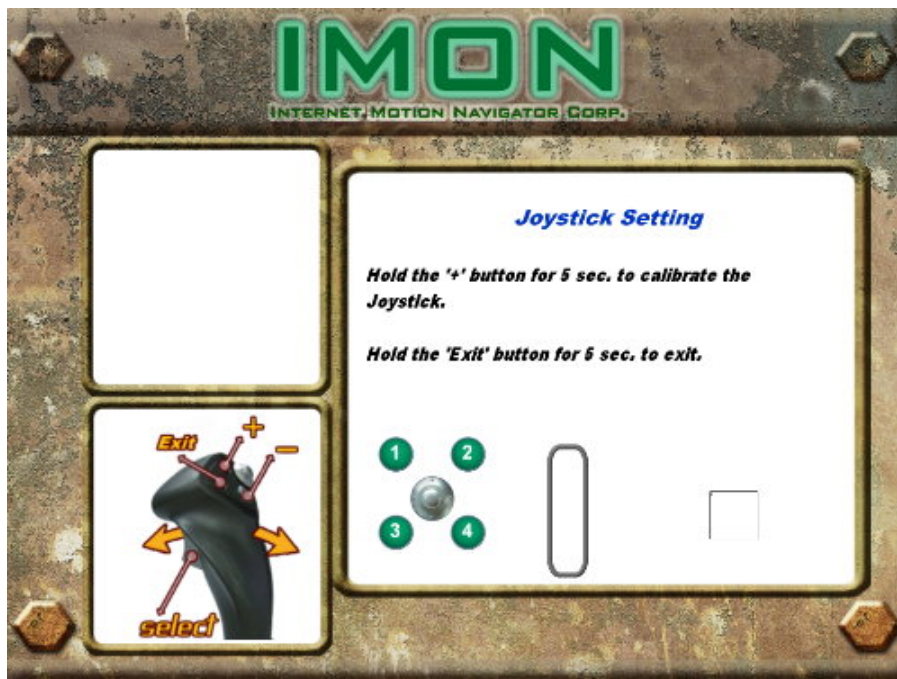 IMON
INTERNET MOTION NAVIGATOR CORP.
Joystick Setting
Hold the '+' button for 5 sec. to calibrate the
Joystick.
Hold the 'Exit' button for 5 sec. to exit.
Exit
+
−
select
1
2
3
4